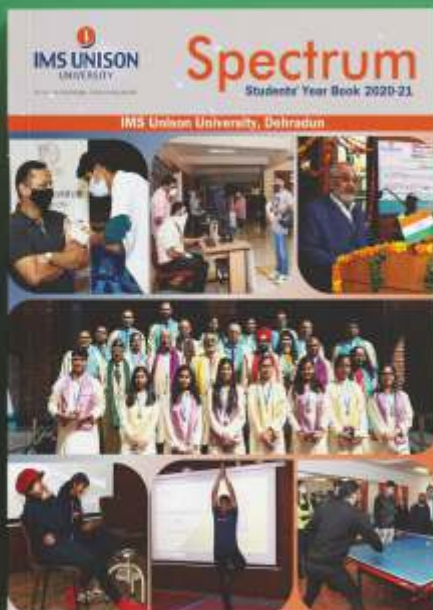 IMS UNISON
UNIVERSITY
Spectrum
Students' Year Book 2020-21
IMS Unison University, Dehradun